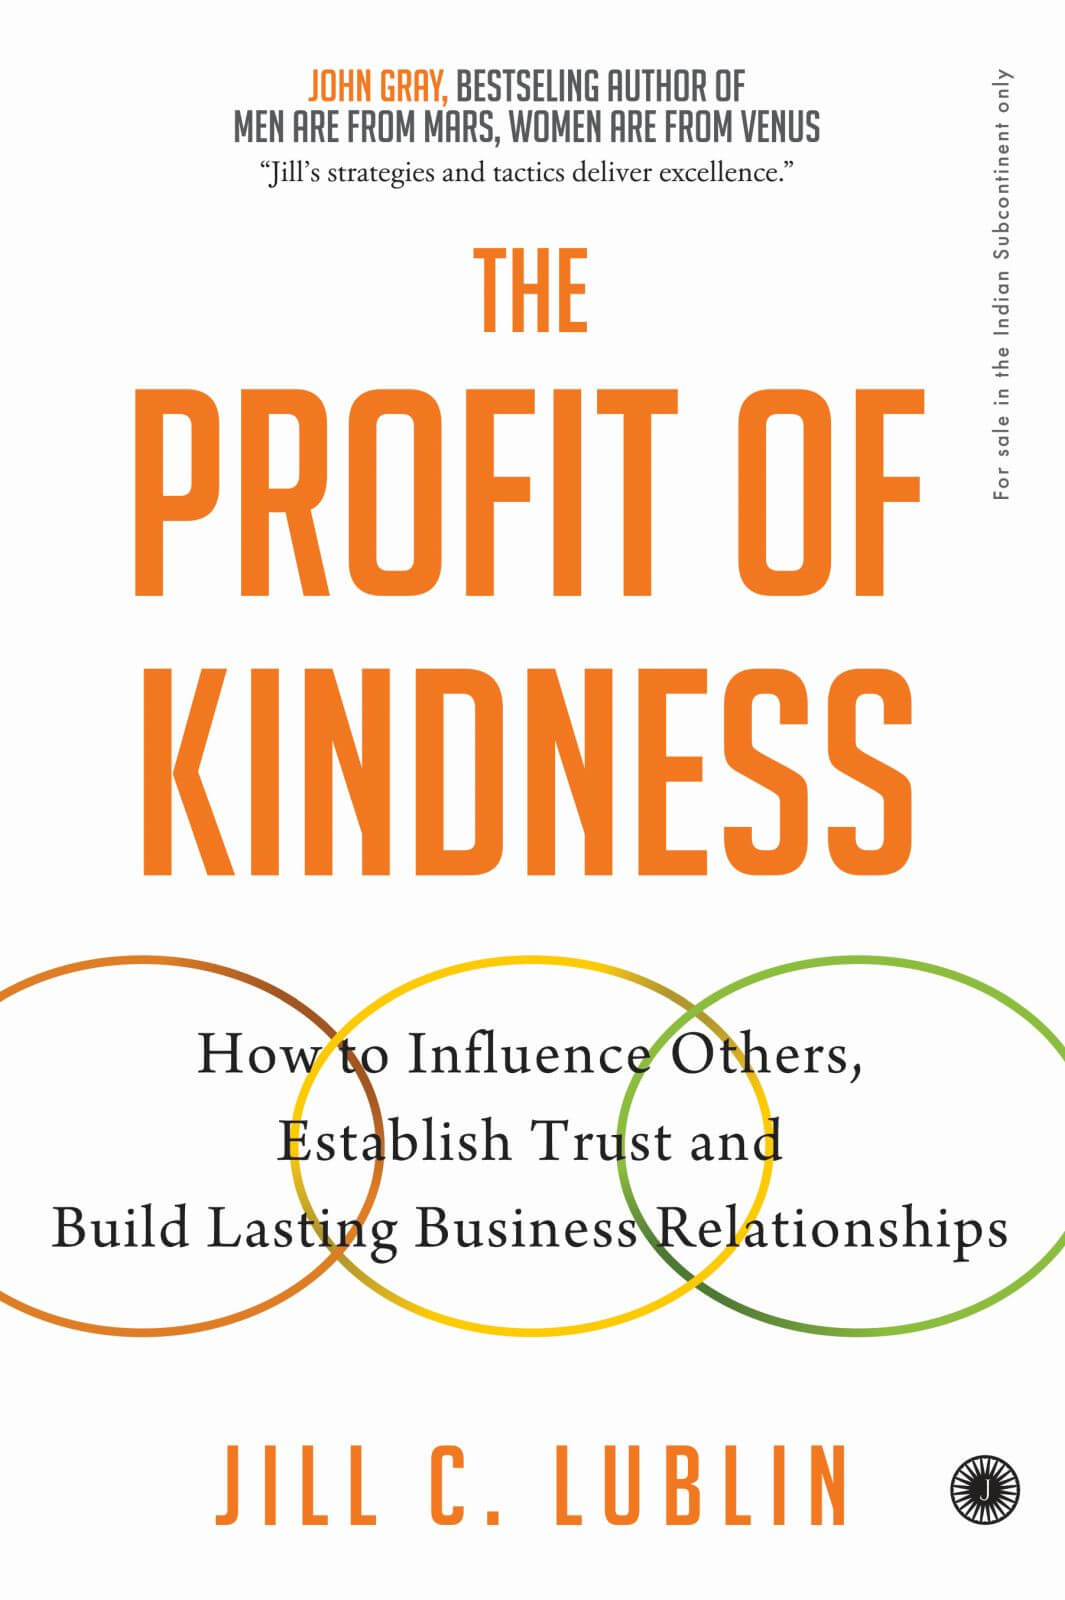 JOHN GRAY, BESTSELING AUTHOR OF
MEN ARE FROM MARS, WOMEN ARE FROM VENUS
“Jill’s strategies and tactics deliver excellence.”
For sale in the Indian Subcontinent only
THE
PROFIT OF
KINDNESS
How to Influence Others,
Establish Trust and
Build Lasting Business Relationships
JILL C. LUBLIN
J